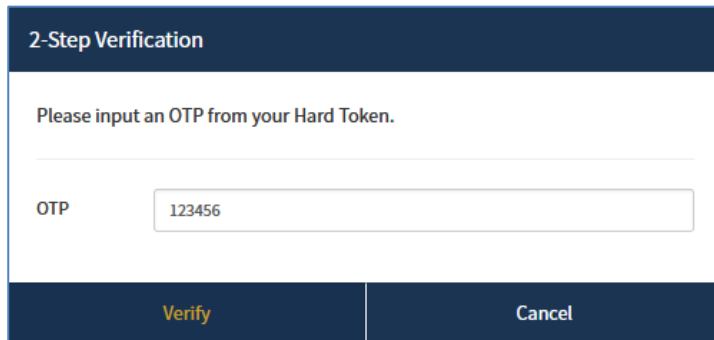 2-Step Verification
Please input an OTP from your Hard Token.
OTP 123456
Verify Cancel